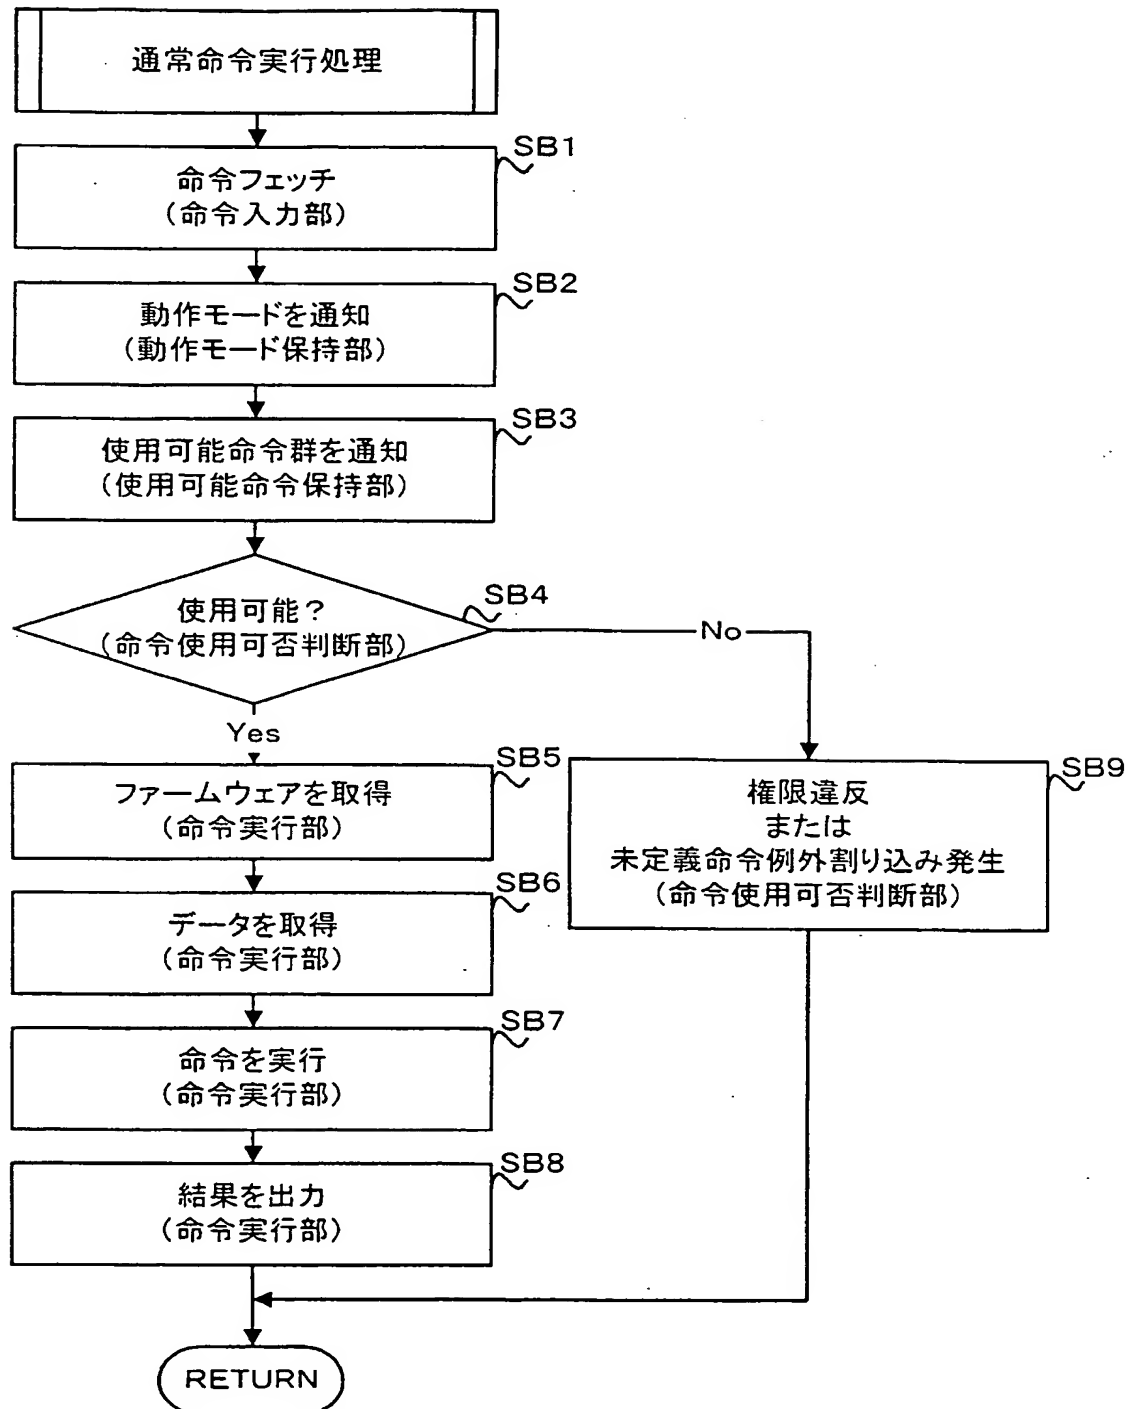 通常命令実行処理
SB1
命令フェッチ
(命令入力部)
SB2
動作モードを通知
(動作モード保持部)
SB3
使用可能命令群を通知
(使用可能命令保持部)
SB4
使用可能?
(命令使用可否判断部)
No
Yes
SB5
ファームウェアを取得
(命令実行部)
SB9
権限違反
または
未定義命令例外割り込み発生
(命令使用可否判断部)
SB6
データを取得
(命令実行部)
SB7
命令を実行
(命令実行部)
SB8
結果を出力
(命令実行部)
RETURN